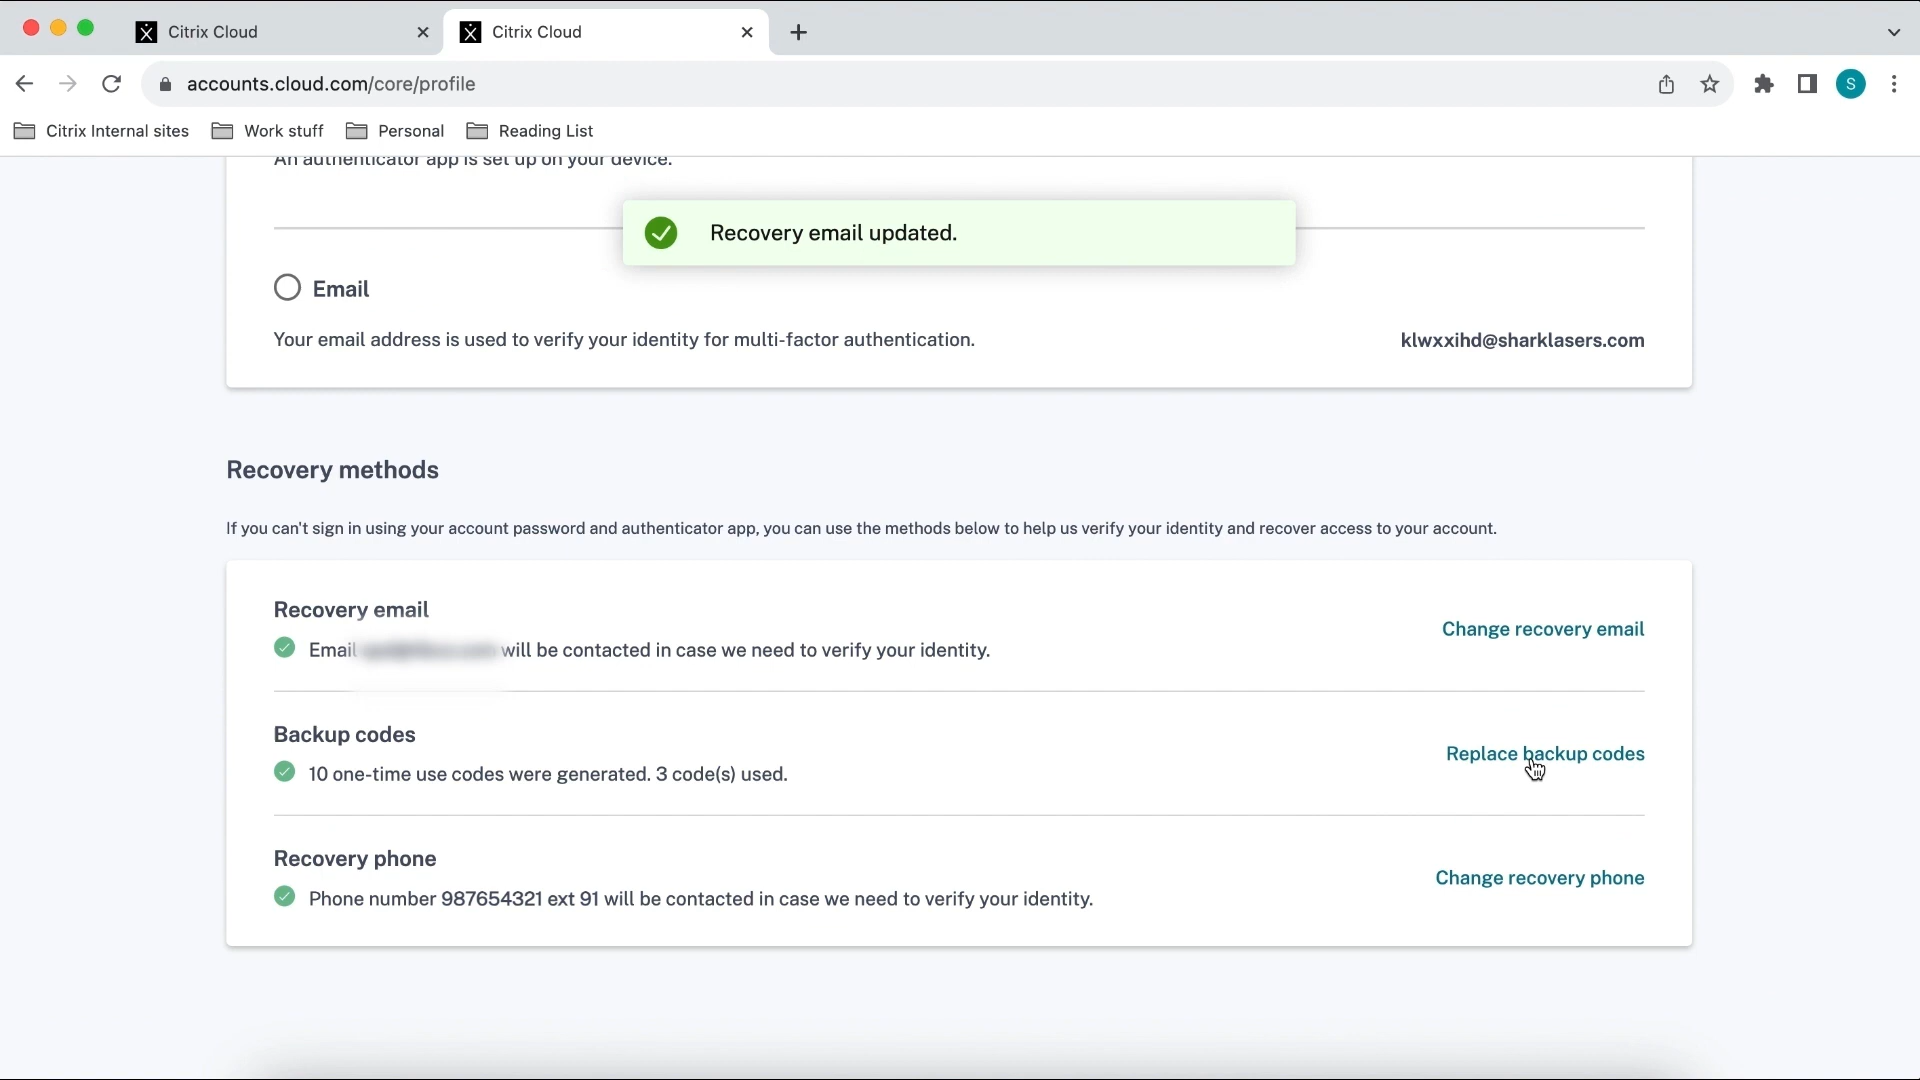 Citrix Cloud
Citrix Cloud
accounts.cloud.com/core/profile
S
Citrix Internal sites
Work stuff
Personal
Reading List
An authenticator app is set up on your device.
Recovery email updated.
Email
Your email address is used to verify your identity for multi-factor authentication.
klwxxihd@sharklasers.com
Recovery methods
If you can't sign in using your account password and authenticator app, you can use the methods below to help us verify your identity and recover access to your account.
Recovery email
Change recovery email
Email will be contacted in case we need to verify your identity.
Backup codes
Replace backup codes
10 one-time use codes were generated. 3 code(s) used.
Recovery phone
Change recovery phone
Phone number 987654321 ext 91 will be contacted in case we need to verify your identity.